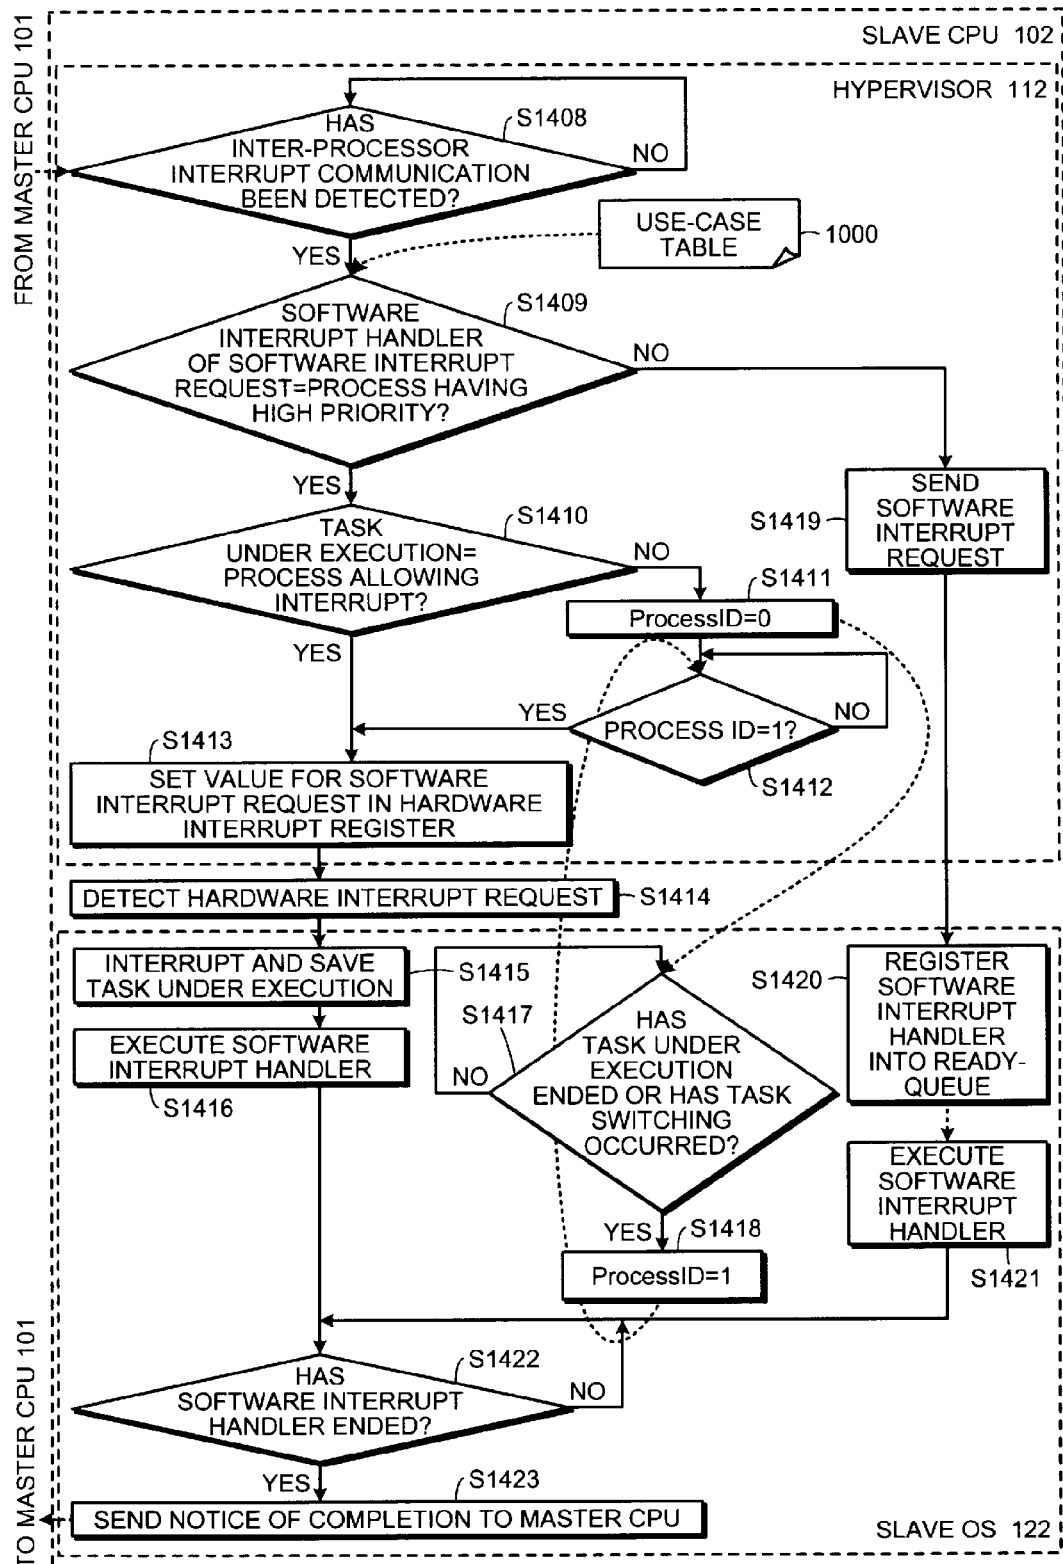 FROM MASTER CPU 101
SLAVE CPU 102
HYPERVISOR 112
HAS
INTER-PROCESSOR
INTERRUPT COMMUNICATION
BEEN DETECTED?
S1408
NO
YES
USE-CASE
TABLE
1000
SOFTWARE
INTERRUPT HANDLER
OF SOFTWARE INTERRUPT
REQUEST=PROCESS HAVING
HIGH PRIORITY?
S1409
NO
YES
SEND
SOFTWARE
INTERRUPT
REQUEST
S1419
TASK
UNDER EXECUTION=
PROCESS ALLOWING
INTERRUPT?
S1410
NO
YES
S1411
ProcessID=0
PROCESS ID=1?
YES
NO
S1412
S1413
SET VALUE FOR SOFTWARE
INTERRUPT REQUEST IN HARDWARE
INTERRUPT REGISTER
DETECT HARDWARE INTERRUPT REQUEST
S1414
INTERRUPT AND SAVE
TASK UNDER EXECUTION
S1415
EXECUTE SOFTWARE
INTERRUPT HANDLER
S1416
S1417
HAS
TASK UNDER
EXECUTION
ENDED OR HAS TASK
SWITCHING
OCCURRED?
NO
YES
S1418
ProcessID=1
S1420
REGISTER
SOFTWARE
INTERRUPT
HANDLER
INTO READY-
QUEUE
EXECUTE
SOFTWARE
INTERRUPT
HANDLER
S1421
HAS
SOFTWARE INTERRUPT
HANDLER ENDED?
S1422
NO
YES
S1423
SEND NOTICE OF COMPLETION TO MASTER CPU
SLAVE OS 122
TO MASTER CPU 101